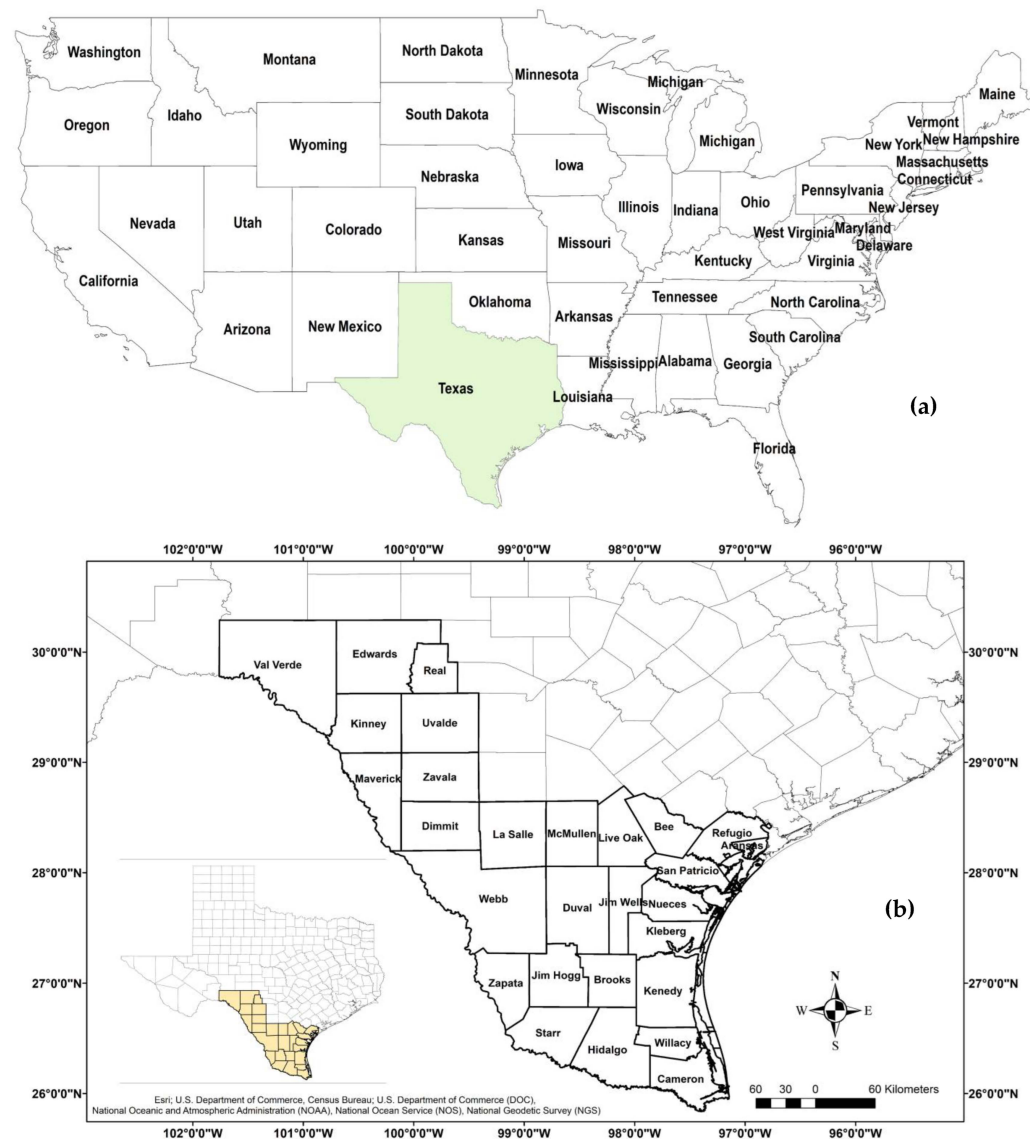 Washington
Montana
North Dakota
Minnesota
Michigan
Maine
Oregon
Idaho
South Dakota
Wisconsin
Vermont
Wyoming
Michigan
New York
New Hampshire
Nebraska
Iowa
Massachusetts
Connecticut
Nevada
Utah
Colorado
Kansas
Illinois
Indiana
Ohio
Pennsylvania
New Jersey
Missouri
West Virginia
Maryland
Delaware
California
Kentucky
Virginia
Arizona
New Mexico
Oklahoma
Arkansas
Tennessee
North Carolina
South Carolina
Texas
Mississippi
Alabama
Georgia
Louisiana
(a)
Florida
102°0'0"W 101°0'0"W 100°0'0"W 99°0'0"W 98°0'0"W 97°0'0"W 96°0'0"W
30°0'0"N
30°0'0"N
Val Verde
Edwards
Real
Kinney
Uvalde
29°0'0"N
29°0'0"N
Maverick
Zavala
Dimmit
La Salle
McMullen
Live Oak
Bee
Refugio
Aransas
28°0'0"N
28°0'0"N
San Patricio
Webb
Duval
Jim Wells
Nueces
(b)
Kleberg
27°0'0"N
27°0'0"N
Zapata
Jim Hogg
Brooks
Kenedy
N
W
E
S
Starr
Hidalgo
Willacy
Cameron
60 30 0 60 Kilometers
26°0'0"N
26°0'0"N
Esri; U.S. Department of Commerce, Census Bureau; U.S. Department of Commerce (DOC),
National Oceanic and Atmospheric Administration (NOAA), National Ocean Service (NOS), National Geodetic Survey (NGS)
102°0'0"W 101°0'0"W 100°0'0"W 99°0'0"W 98°0'0"W 97°0'0"W 96°0'0"W